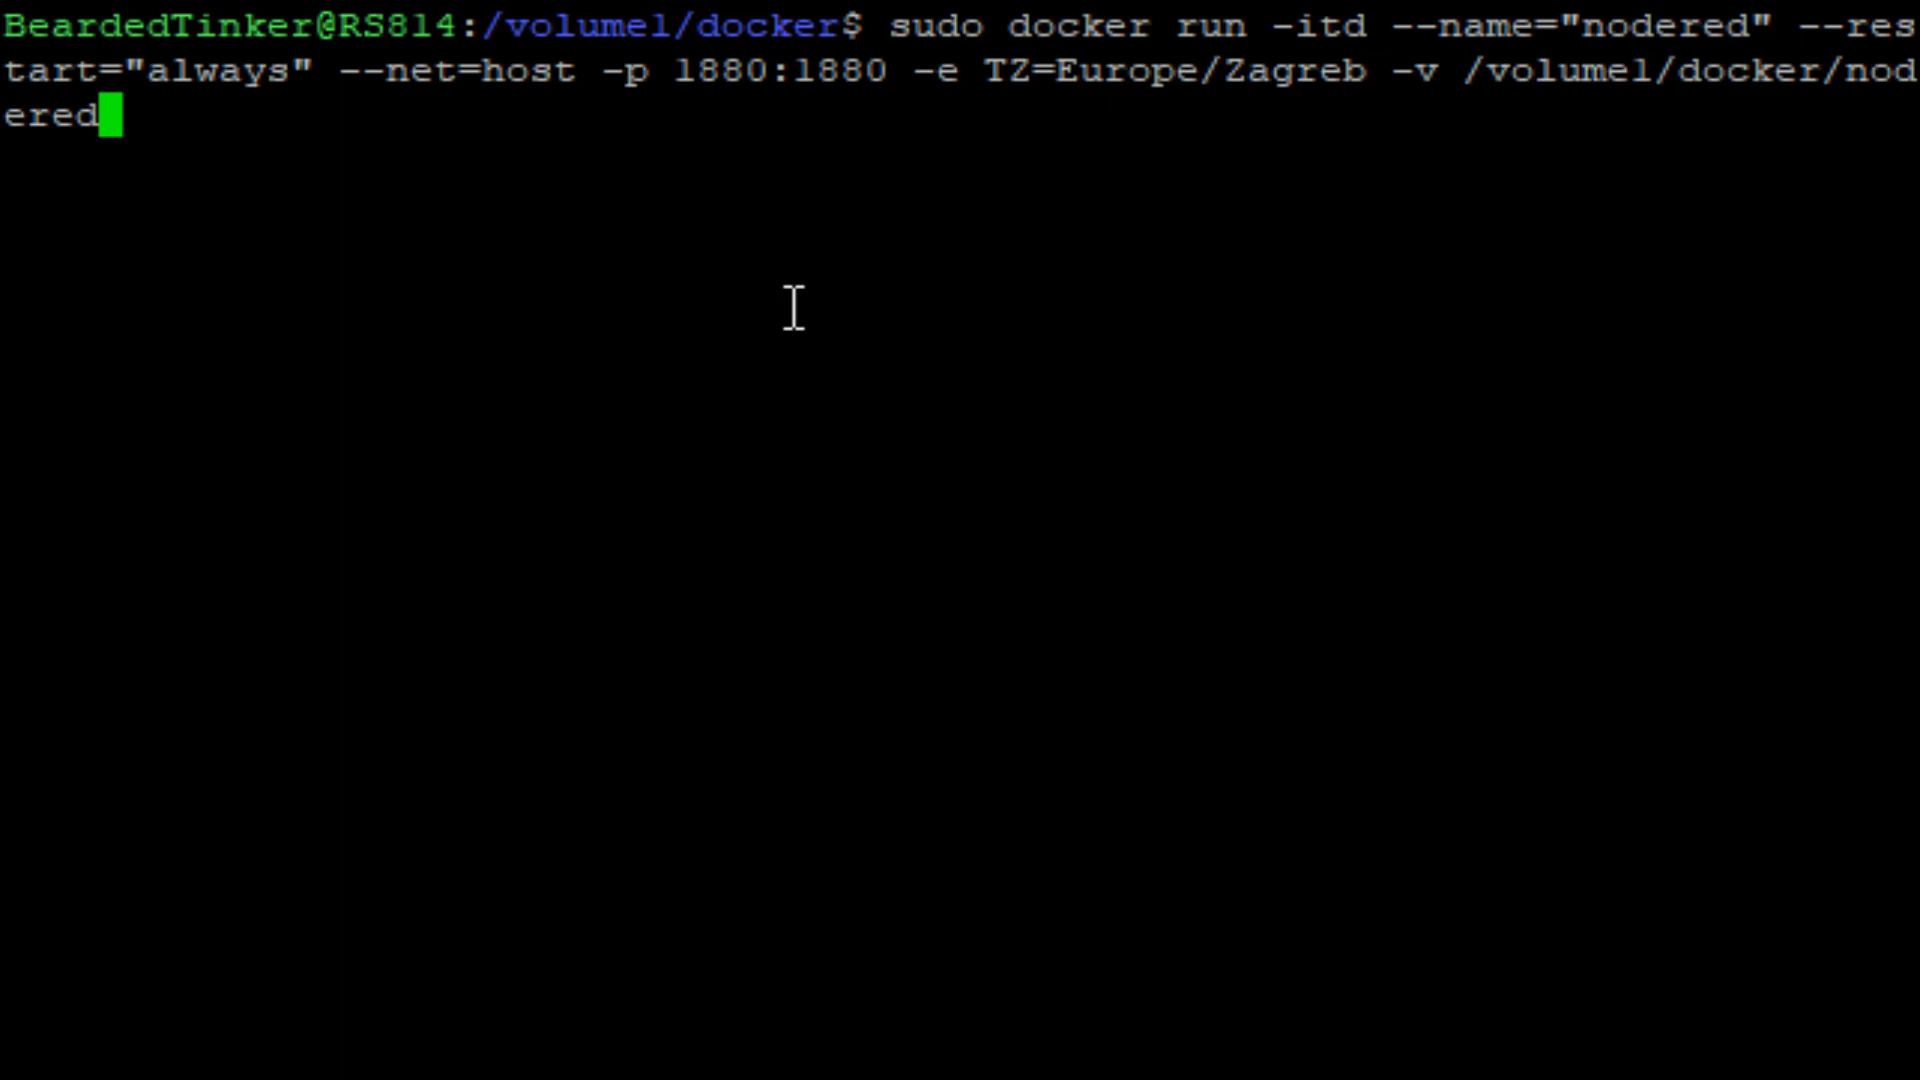 BeardedTinker@RS814:/volume1/docker$ sudo docker run -itd --name="nodered" --res
tart="always" --net=host -p 1880:1880 -e TZ=Europe/Zagreb -v /volume1/docker/nod
ered